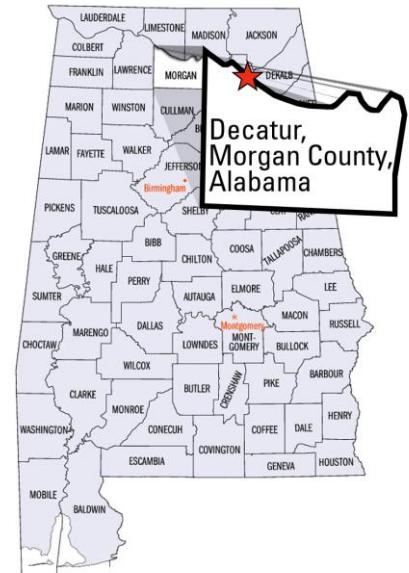 LAUDERDALE
LIMESTONE
MADISON
JACKSON
COLBERT
FRANKLIN
LAWRENCE
MORGAN
DEKALB
MARION
WINSTON
CULLMAN
Decatur,
Morgan County,
Alabama
LAMAR
FAYETTE
WALKER
JEFFERSON
Birmingham
PICKENS
TUSCALOOSA
SHELBY
BIBB
GREENE
HALE
PERRY
CHILTON
COOSA
TALLAPOOSA
CHAMBERS
SUMTER
AUTAUGA
ELMORE
LEE
MACON
RUSSELL
CHOCTAW
MARENGO
DALLAS
LOWNDES
Montgomery
MONT-
GOMERY
BULLOCK
WILCOX
BARBOUR
CLARKE
BUTLER
CRENSHAW
PIKE
MONROE
HENRY
WASHINGTON
CONECUH
COFFEE
DALE
COVINGTON
ESCAMBIA
GENEVA
HOUSTON
MOBILE
BALDWIN